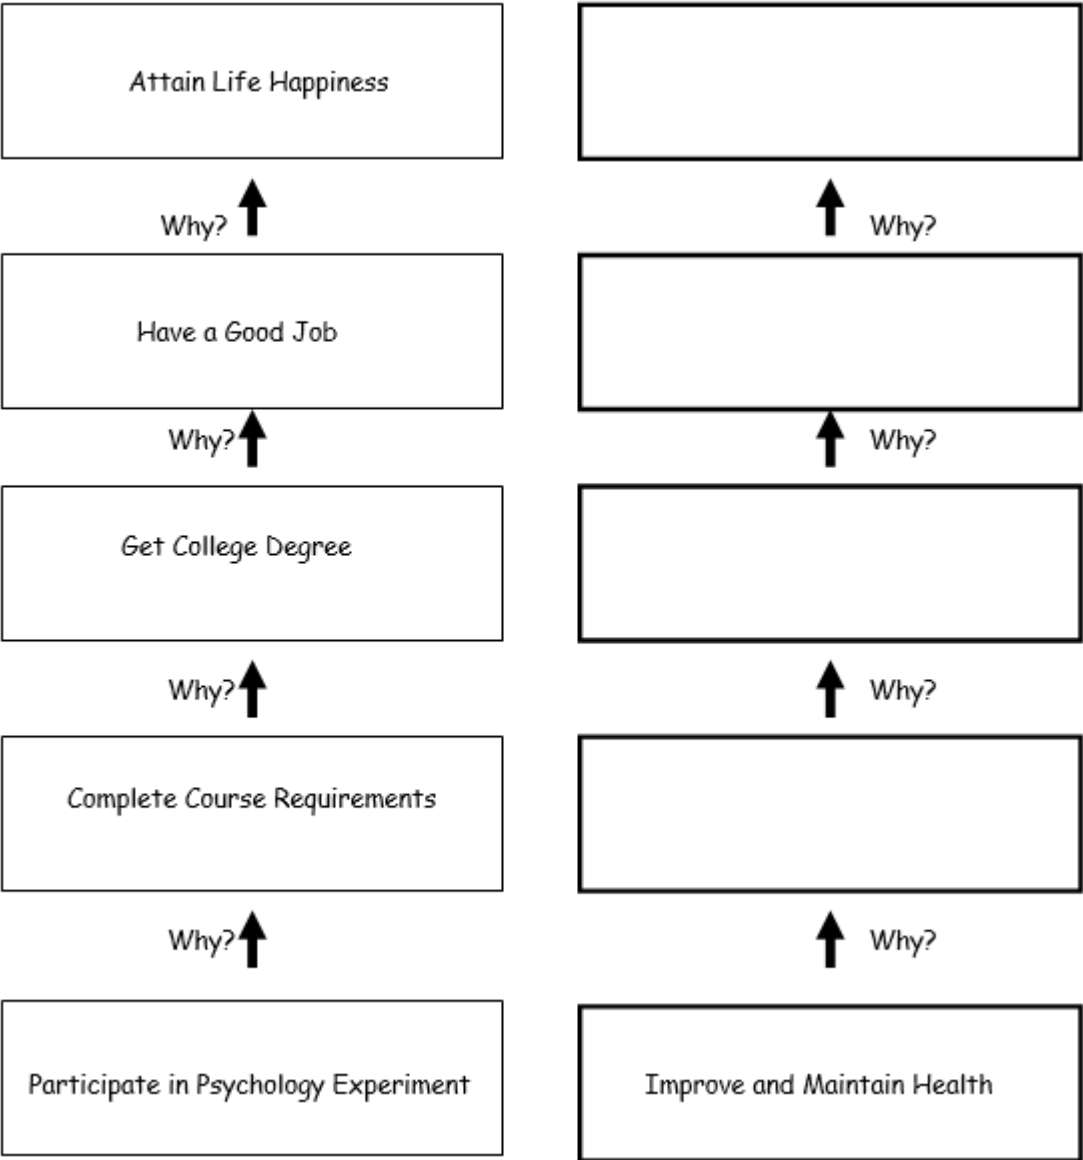 Attain Life Happiness
Why?
Why?
Have a Good Job
Why?
Why?
Get College Degree
Why?
Why?
Complete Course Requirements
Why?
Why?
Participate in Psychology Experiment
Improve and Maintain Health